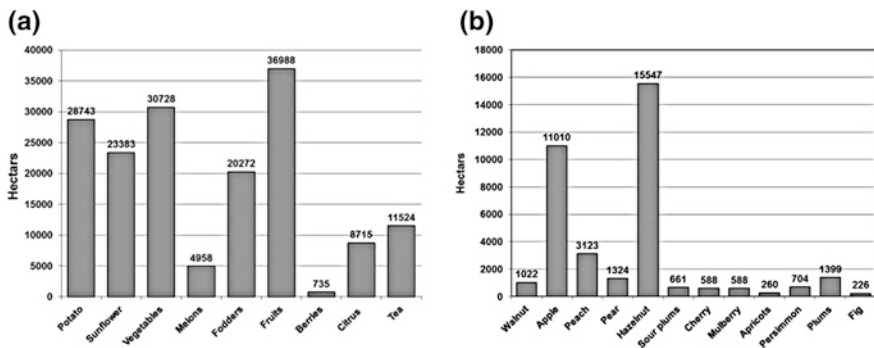 (a)
Hectars
40000
35000
30000
25000
20000
15000
10000
5000
0
28743
23383
30728
4958
20272
36988
735
8715
11524
Potato
Sunflower
Vegetables
Melons
Fodders
Fruits
Berries
Citrus
Tea
(b)
Hectars
18000
16000
14000
12000
10000
8000
6000
4000
2000
0
1022
11010
3123
1324
15547
661
588
588
260
704
1399
226
Walnut
Apple
Peach
Pear
Hazelnut
Sour plums
Cherry
Mulberry
Apricots
Persimmon
Plums
Fig